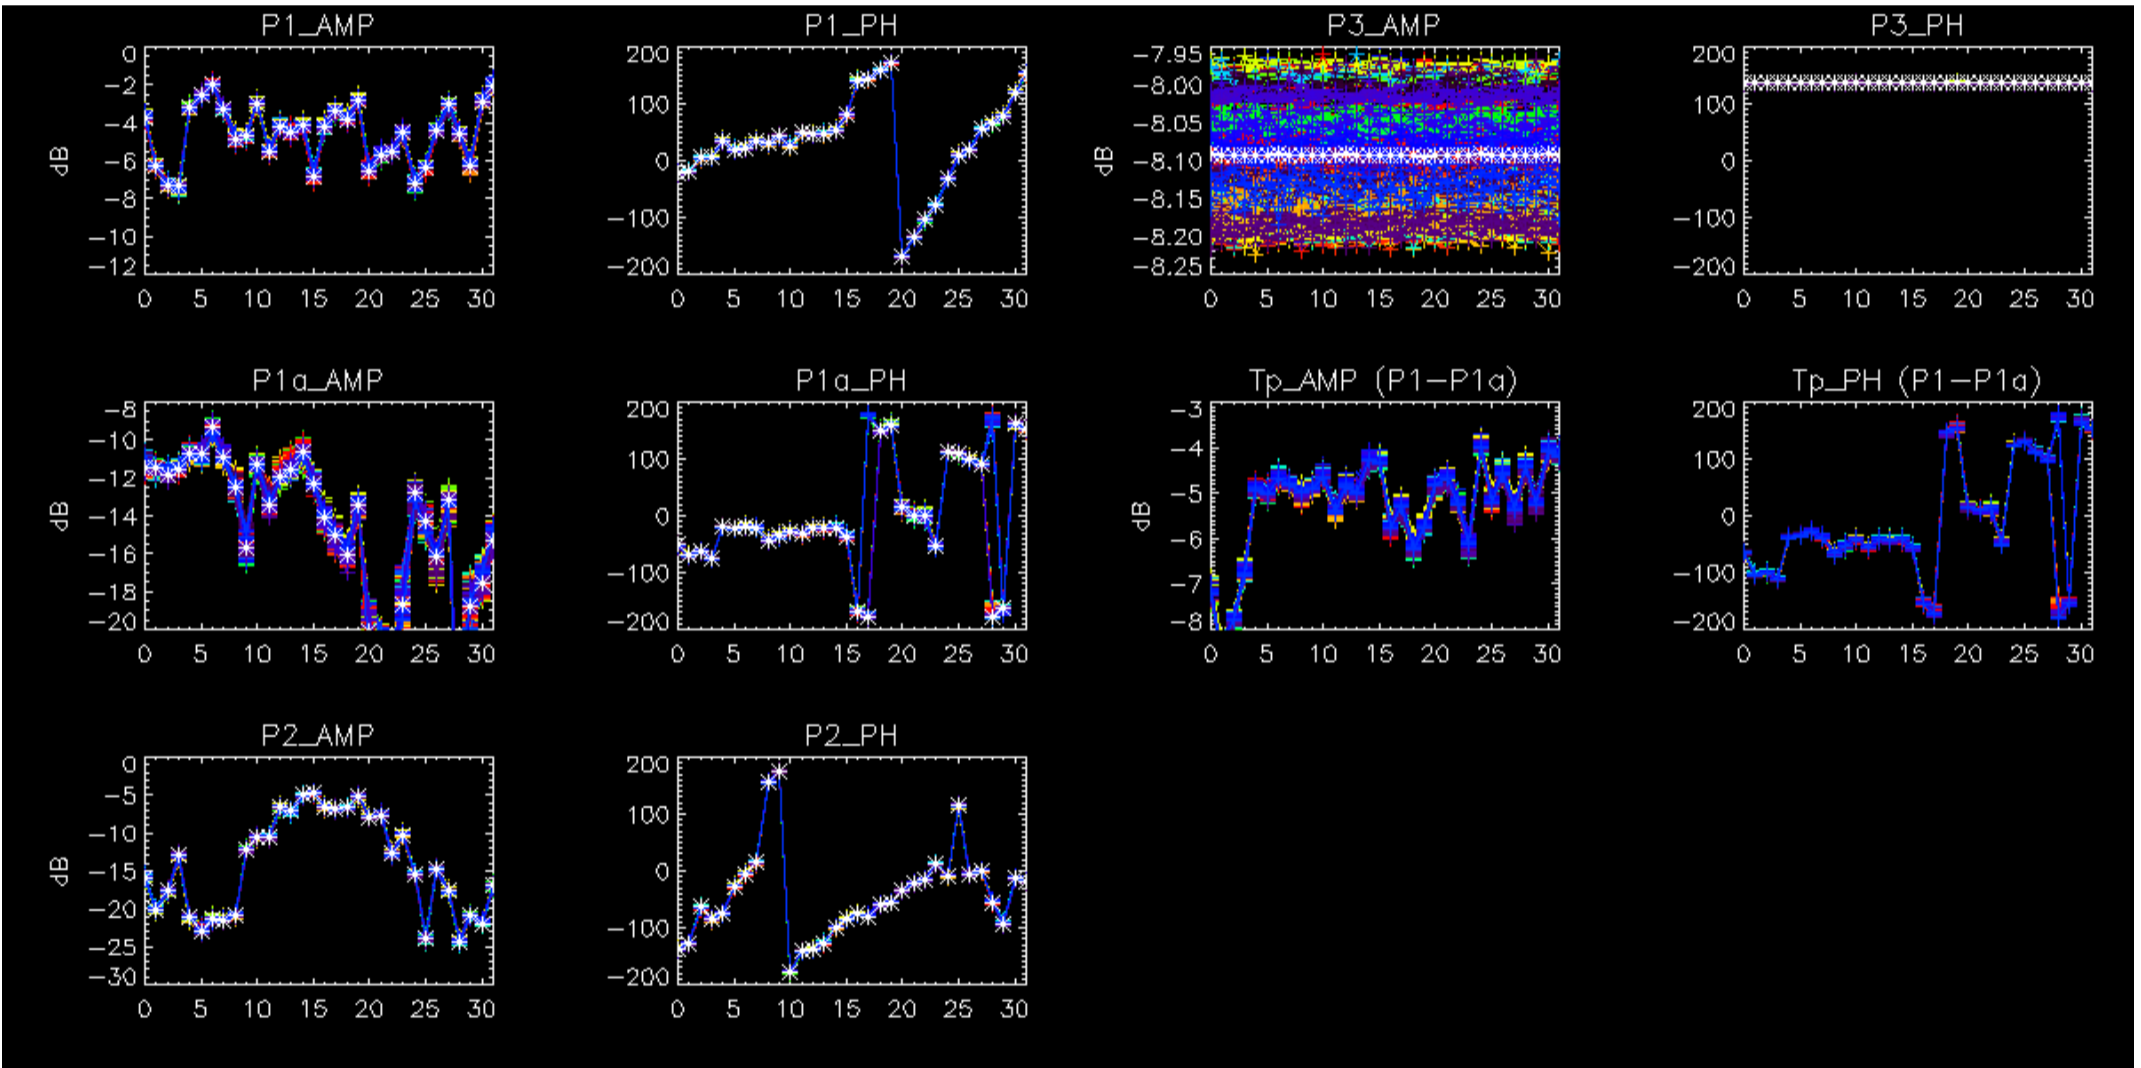 P1_AMP
0
-2
-4
-6
-8
-10
-12
dB
0 5 10 15 20 25 30
P1_PH
200
100
0
-100
-200
0 5 10 15 20 25 30
P3_AMP
-7.95
-8.00
-8.05
-8.10
-8.15
-8.20
-8.25
dB
0 5 10 15 20 25 30
P3_PH
200
100
0
-100
-200
0 5 10 15 20 25 30
P1a_AMP
-8
-10
-12
-14
-16
-18
-20
dB
0 5 10 15 20 25 30
P1a_PH
200
100
0
-100
-200
0 5 10 15 20 25 30
Tp_AMP (P1-P1a)
-3
-4
-5
-6
-7
-8
dB
0 5 10 15 20 25 30
Tp_PH (P1-P1a)
200
100
0
-100
-200
0 5 10 15 20 25 30
P2_AMP
0
-5
-10
-15
-20
-25
-30
dB
0 5 10 15 20 25 30
P2_PH
200
100
0
-100
-200
0 5 10 15 20 25 30